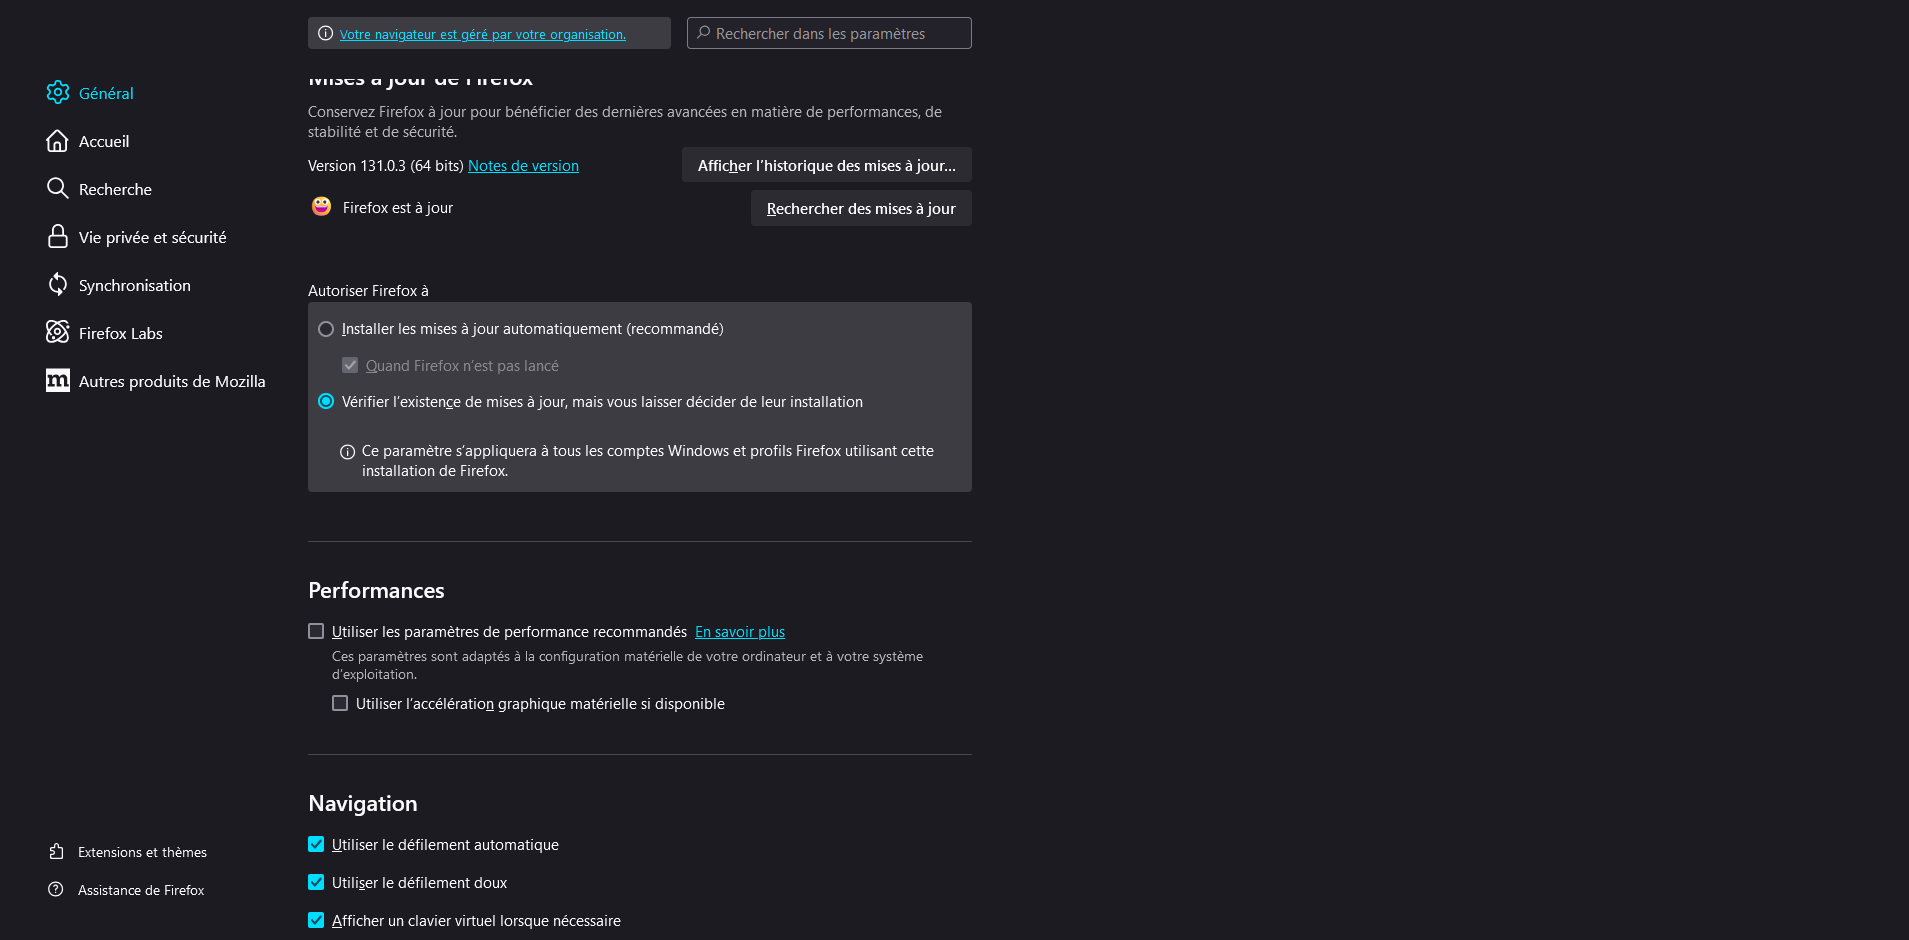 Votre navigateur est géré par votre organisation.
Rechercher dans les paramètres
Général
Accueil
Recherche
Vie privée et sécurité
Synchronisation
Firefox Labs
m Autres produits de Mozilla
Extensions et thèmes
Assistance de Firefox
Mises à jour de Firefox
Conservez Firefox à jour pour bénéficier des dernières avancées en matière de performances, de
stabilité et de sécurité.
Version 131.0.3 (64 bits) Notes de version
Afficher l’historique des mises à jour…
Firefox est à jour
Rechercher des mises à jour
Autoriser Firefox à
Installer les mises à jour automatiquement (recommandé)
Quand Firefox n’est pas lancé
Vérifier l’existence de mises à jour, mais vous laisser décider de leur installation
Ce paramètre s’appliquera à tous les comptes Windows et profils Firefox utilisant cette
installation de Firefox.
Performances
Utiliser les paramètres de performance recommandés En savoir plus
Ces paramètres sont adaptés à la configuration matérielle de votre ordinateur et à votre système
d’exploitation.
Utiliser l’accélération graphique matérielle si disponible
Navigation
Utiliser le défilement automatique
Utiliser le défilement doux
Afficher un clavier virtuel lorsque nécessaire